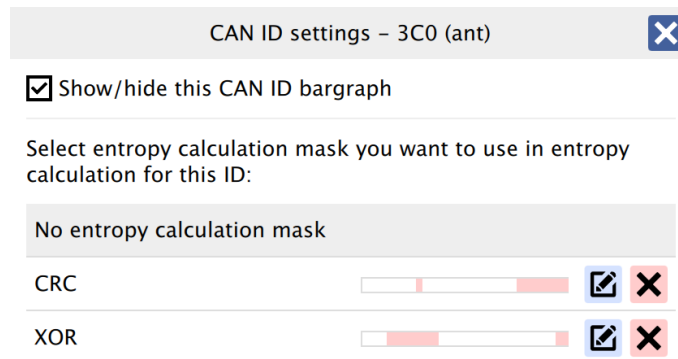 CAN ID settings – 3C0 (ant)
Show/hide this CAN ID bargraph
Select entropy calculation mask you want to use in entropy
calculation for this ID:
No entropy calculation mask
CRC
XOR